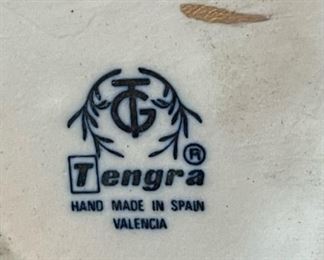 TG
Tengra ®
HAND MADE IN SPAIN
VALENCIA